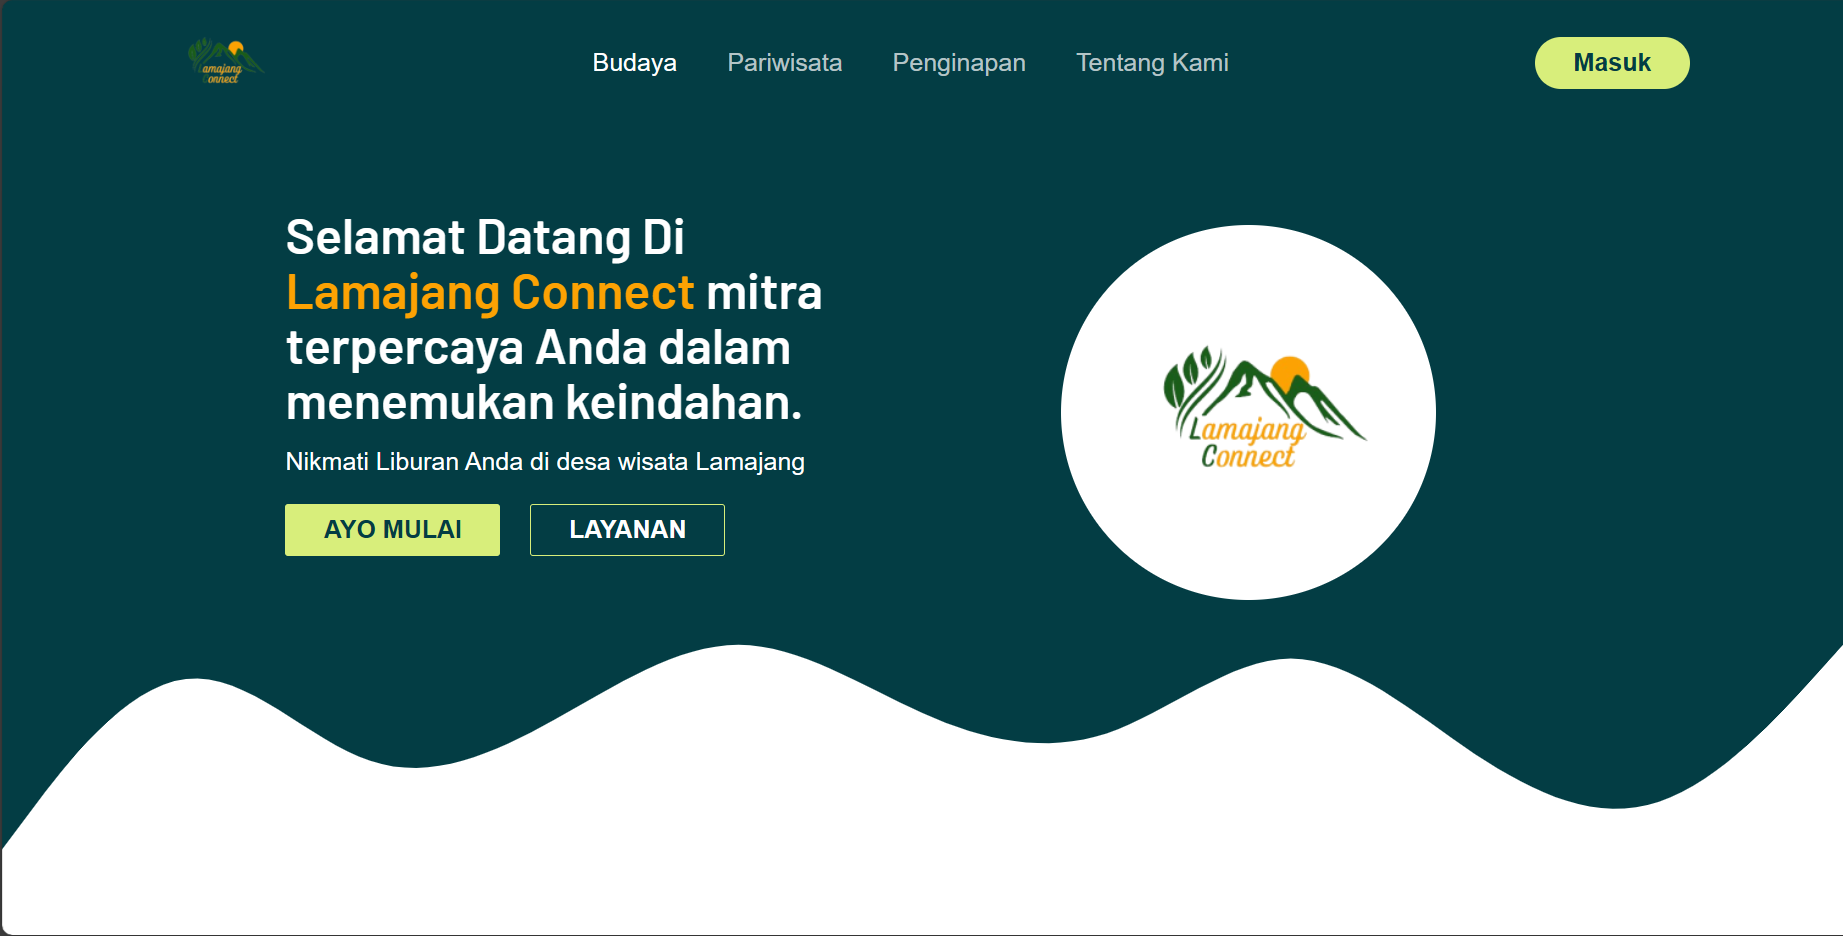 Lamajang
Connect
Budaya
Pariwisata
Penginapan
Tentang Kami
Masuk
Selamat Datang Di
Lamajang Connect mitra
terpercaya Anda dalam
menemukan keindahan.
Nikmati Liburan Anda di desa wisata Lamajang
AYO MULAI
LAYANAN
Lamajang
Connect